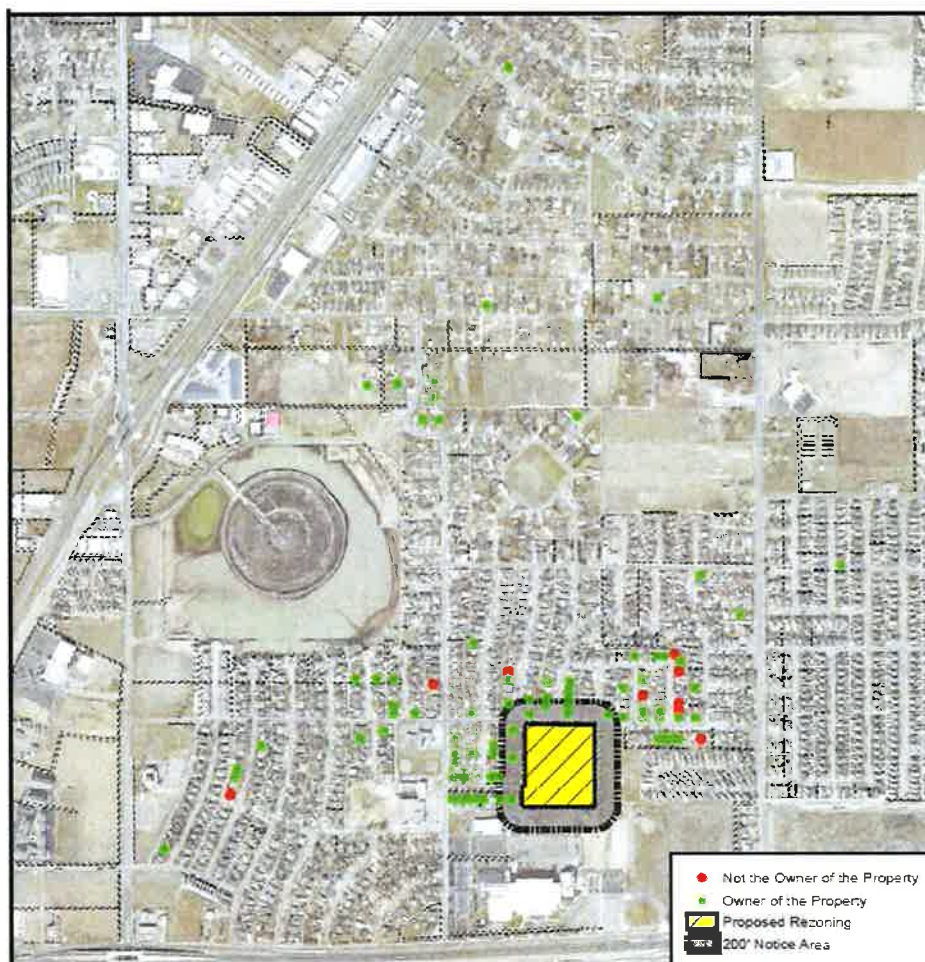 Not the Owner of the Property
Owner of the Property
Proposed Rezoning
200' Notice Area